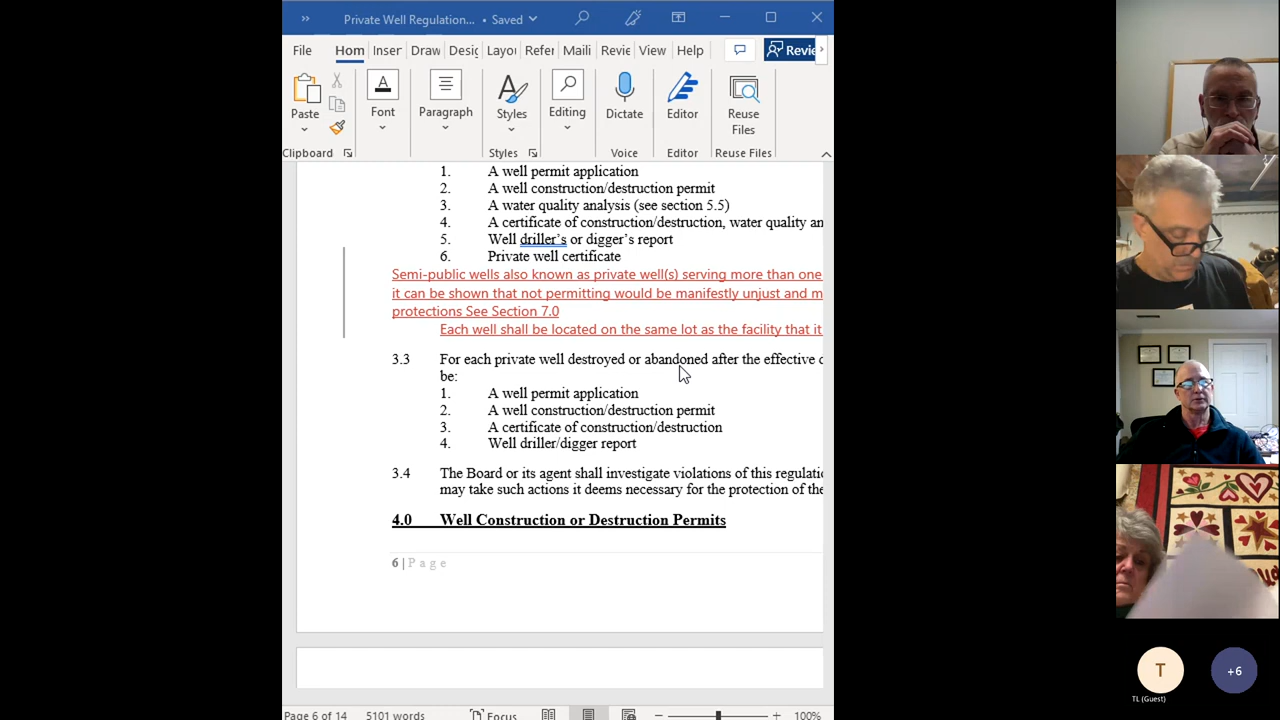 Private Well Regulation... • Saved
File Hom Inser Draw Desig Layou Refer Maili Revie View Help Revie
Paste Font Paragraph Styles Editing Dictate Editor Reuse Files
Clipboard Styles Voice Editor Reuse Files
1. A well permit application
2. A well construction/destruction permit
3. A water quality analysis (see section 5.5)
4. A certificate of construction/destruction, water quality an
5. Well driller's or digger's report
6. Private well certificate
Semi-public wells also known as private well(s) serving more than one
it can be shown that not permitting would be manifestly unjust and m
protections See Section 7.0
Each well shall be located on the same lot as the facility that it
3.3 For each private well destroyed or abandoned after the effective d
be:
1. A well permit application
2. A well construction/destruction permit
3. A certificate of construction/destruction
4. Well driller/digger report
3.4 The Board or its agent shall investigate violations of this regulatio
may take such actions it deems necessary for the protection of the
4.0 Well Construction or Destruction Permits
6 | Page
Page 6 of 14 5101 words Focus 100%
T
+6
TL (Guest)